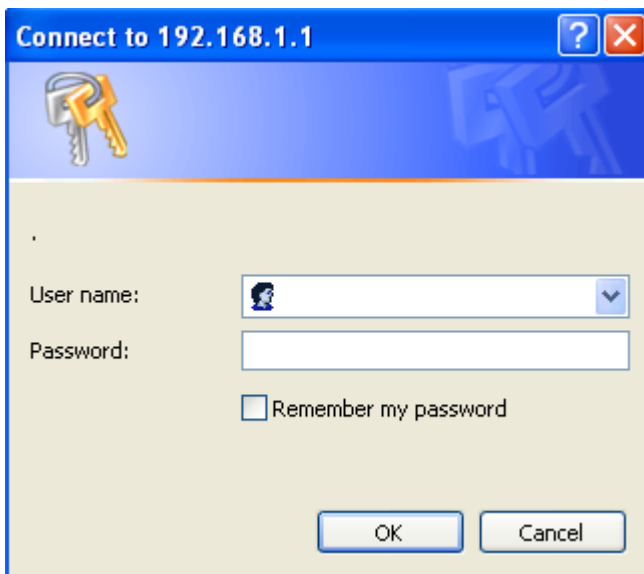 Connect to 192.168.1.1
.
User name:
Password:
Remember my password
OK
Cancel